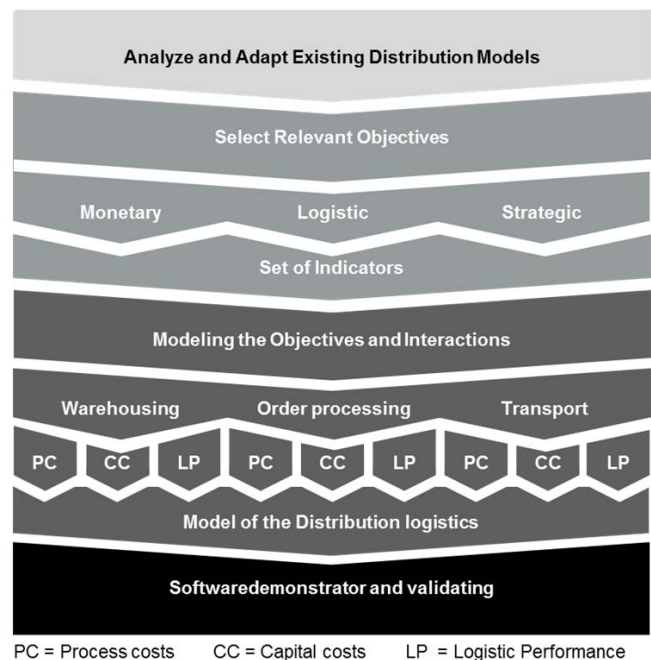 Analyze and Adapt Existing Distribution Models
Select Relevant Objectives
Monetary Logistic Strategic
Set of Indicators
Modeling the Objectives and Interactions
Warehousing Order processing Transport
PC CC LP PC CC LP PC CC LP
Model of the Distribution logistics
Softwaredemonstrator and validating
PC = Process costs CC = Capital costs LP = Logistic Performance